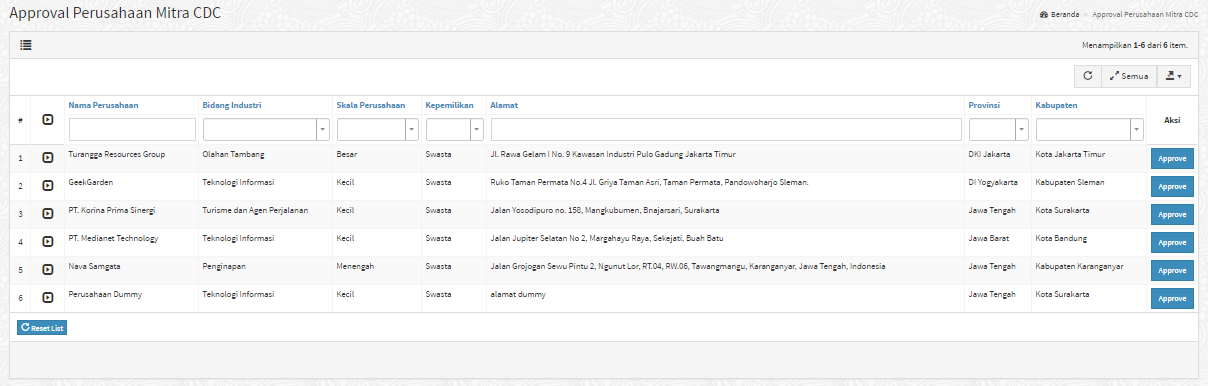 Approval Perusahaan Mitra CDC
Beranda > Approval Perusahaan Mitra CDC
Menampilkan 1-6 dari 6 item.
Semua
# Nama Perusahaan Bidang Industri Skala Perusahaan Kepemilikan Alamat Provinsi Kabupaten Aksi
1 Turangga Resources Group Olahan Tambang Besar Swasta Jl. Rawa Gelam I No. 9 Kawasan Industri Pulo Gadung Jakarta Timur DKI Jakarta Kota Jakarta Timur Approve
2 GeekGarden Teknologi Informasi Kecil Swasta Ruko Taman Permata No.4 Jl. Griya Taman Asri, Taman Permata, Pandowoharjo Sleman. DI Yogyakarta Kabupaten Sleman Approve
3 PT. Korina Prima Sinergi Turisme dan Agen Perjalanan Kecil Swasta Jalan Yosodipuro no. 158, Mangkubumen, Bnajarsari, Surakarta Jawa Tengah Kota Surakarta Approve
4 PT. Medianet Technology Teknologi Informasi Kecil Swasta Jalan Jupiter Selatan No 2, Margahayu Raya, Sekejati, Buah Batu Jawa Barat Kota Bandung Approve
5 Nava Samgata Penginapan Menengah Swasta Jalan Grojogan Sewu Pintu 2, Ngunut Lor, RT.04, RW.06, Tawangmangu, Karanganyar, Jawa Tengah, Indonesia Jawa Tengah Kabupaten Karanganyar Approve
6 Perusahaan Dummy Teknologi Informasi Kecil Swasta alamat dummy Jawa Tengah Kota Surakarta Approve
Reset List